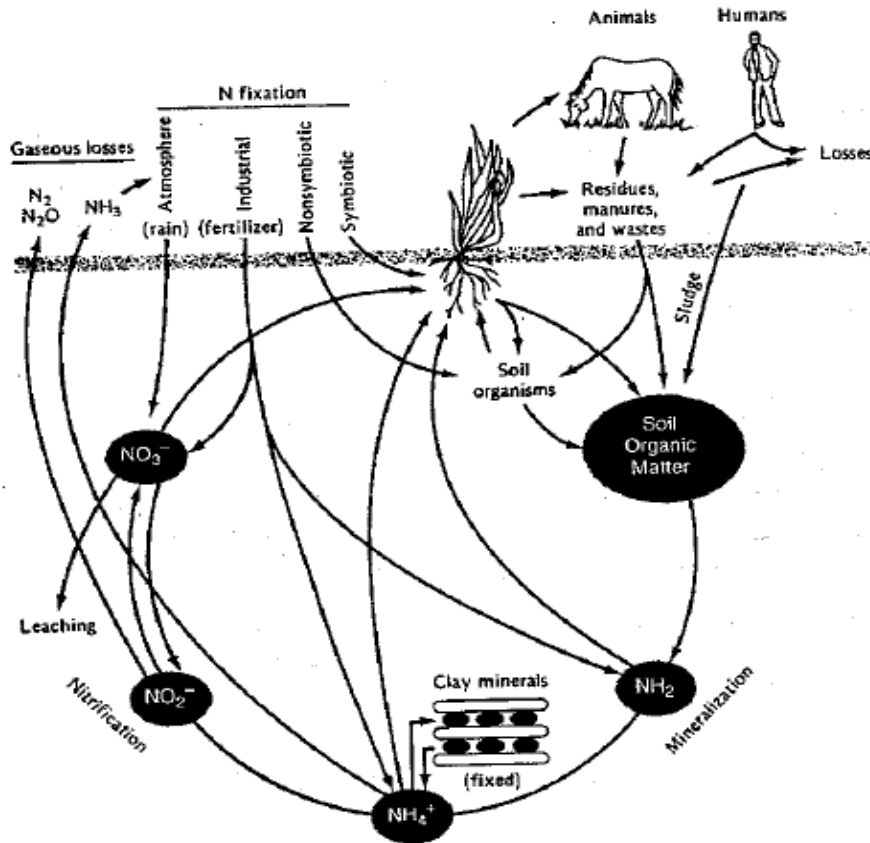 Animals
Humans
N fixation
Gaseous losses
N₂
N₂O
NH₃
Atmosphere
(rain)
Industrial
(fertilizer)
Nonsymbiotic
Symbiotic
Residues,
manures,
and wastes
Losses
Sludge
Soil
organisms
Soil
Organic
Matter
NO₃⁻
Leaching
Nitrification
NO₂⁻
Clay minerals
(fixed)
NH₂
Mineralization
NH₄⁺